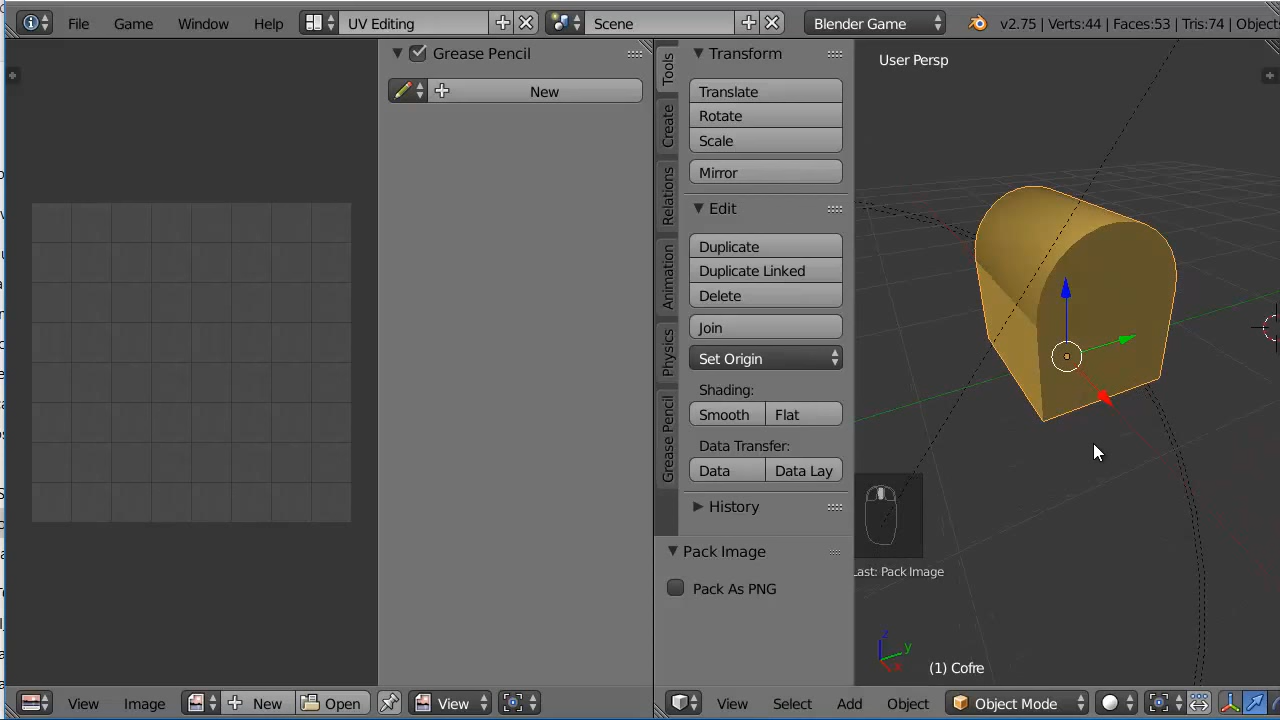 File Game Window Help UV Editing Scene Blender Game v2.75 | Verts:44 | Faces:53 | Tris:74 | Object
Grease Pencil
New
Tools
Create
Relations
Animation
Physics
Grease Pencil
Transform
Translate
Rotate
Scale
Mirror
Edit
Duplicate
Duplicate Linked
Delete
Join
Set Origin
Shading:
Smooth Flat
Data Transfer:
Data Data Lay
History
Pack Image
Pack As PNG
User Persp
Last: Pack Image
z
y
x
(1) Cofre
View Image New Open View
View Select Add Object Object Mode